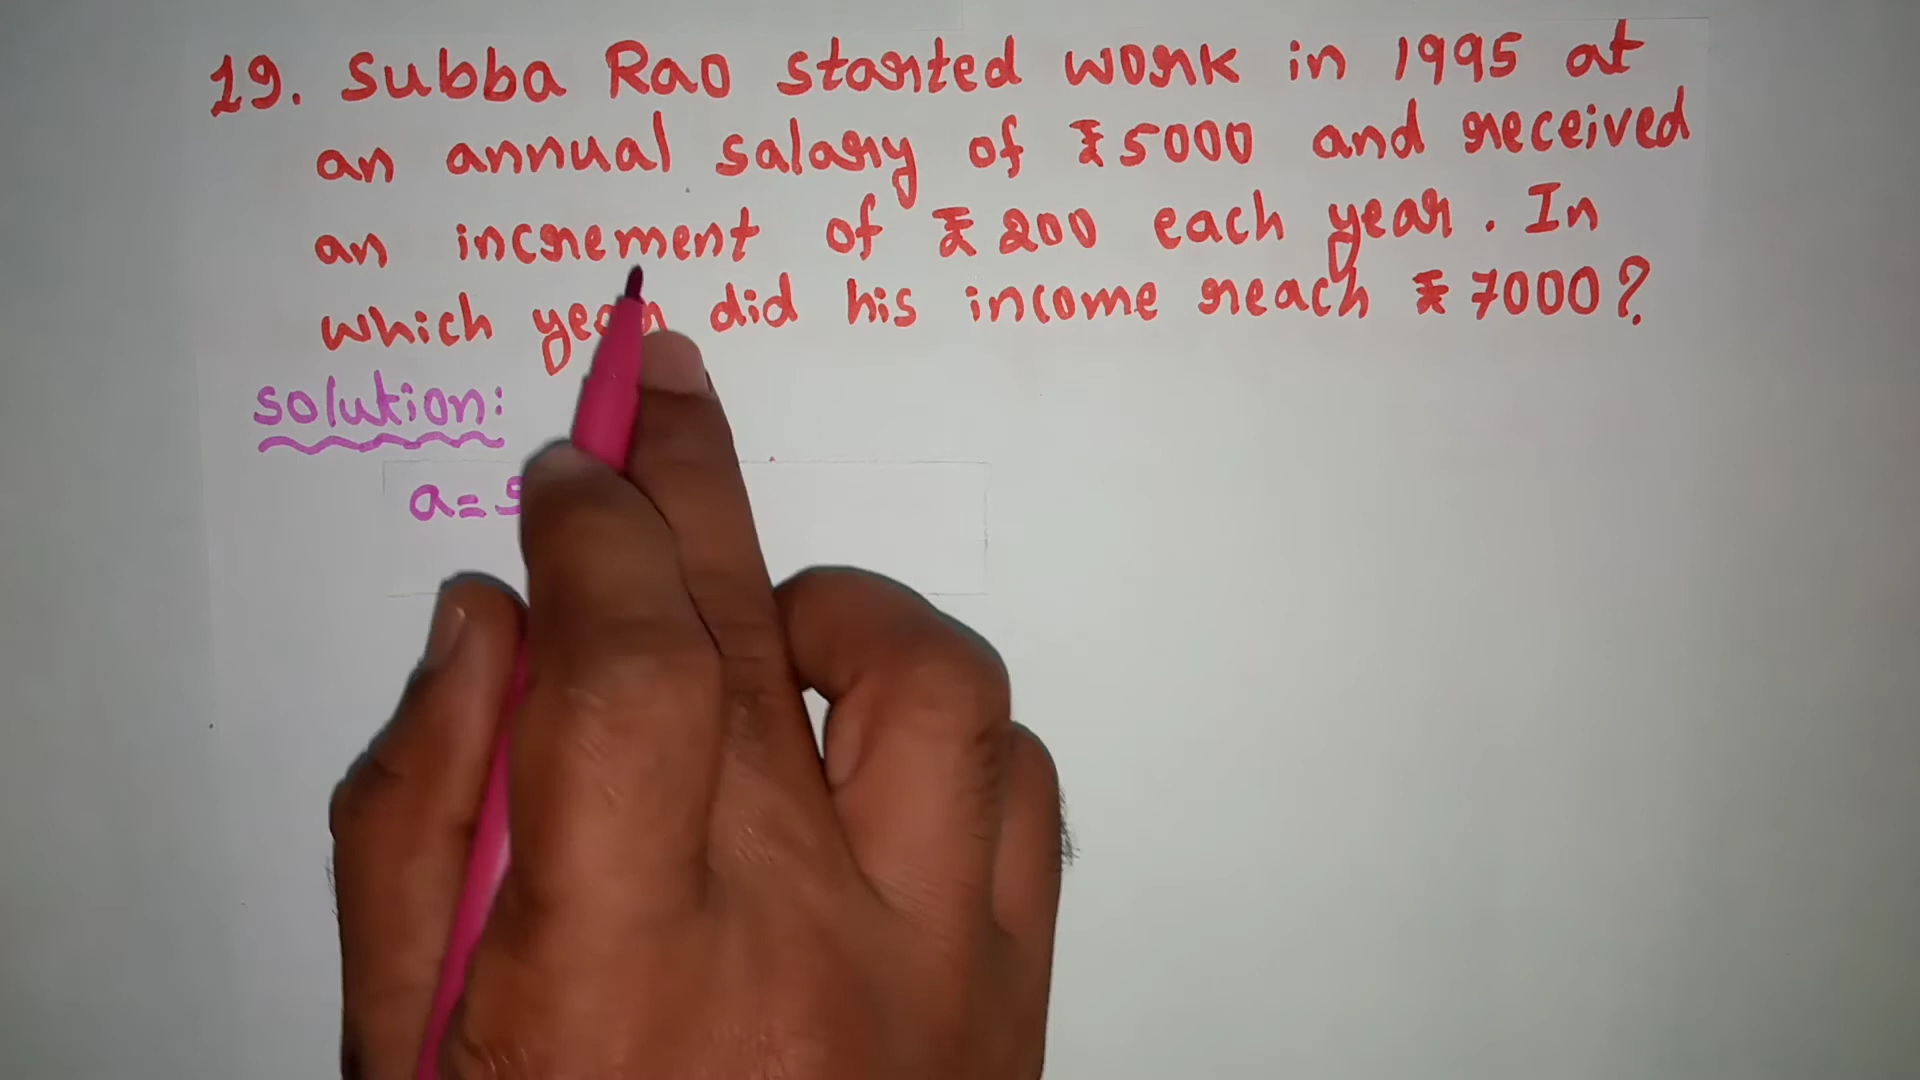 19. Subba Rao started work in 1995 at
an annual salary of ₹5000 and received
an increment of ₹200 each year. In
which did his income reach ₹7000?
solution:
a=